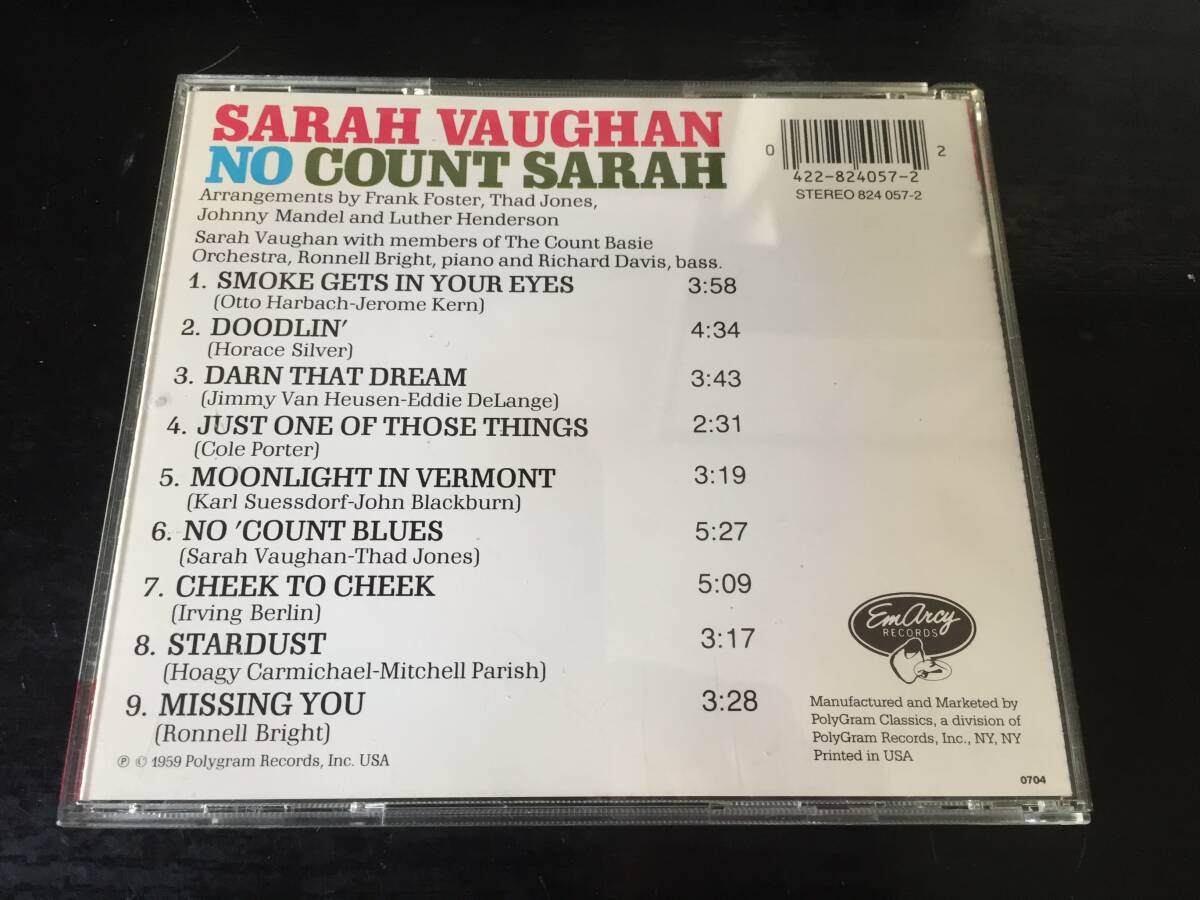 SARAH VAUGHAN
NO COUNT SARAH
Arrangements by Frank Foster, Thad Jones,
Johnny Mandel and Luther Henderson
Sarah Vaughan with members of The Count Basie
Orchestra, Ronnell Bright, piano and Richard Davis, bass.
0 422-824057-2 2
STEREO 824 057-2
1. SMOKE GETS IN YOUR EYES 3:58
(Otto Harbach-Jerome Kern)
2. DOODLIN' 4:34
(Horace Silver)
3. DARN THAT DREAM 3:43
(Jimmy Van Heusen-Eddie DeLange)
4. JUST ONE OF THOSE THINGS 2:31
(Cole Porter)
5. MOONLIGHT IN VERMONT 3:19
(Karl Suessdorf-John Blackburn)
6. NO 'COUNT BLUES 5:27
(Sarah Vaughan-Thad Jones)
7. CHEEK TO CHEEK 5:09
(Irving Berlin)
8. STARDUST 3:17
(Hoagy Carmichael-Mitchell Parish)
9. MISSING YOU 3:28
(Ronnell Bright)
℗ © 1959 Polygram Records, Inc. USA
EmArcy
RECORDS
Manufactured and Marketed by
PolyGram Classics, a division of
PolyGram Records, Inc., NY, NY
Printed in USA
0704